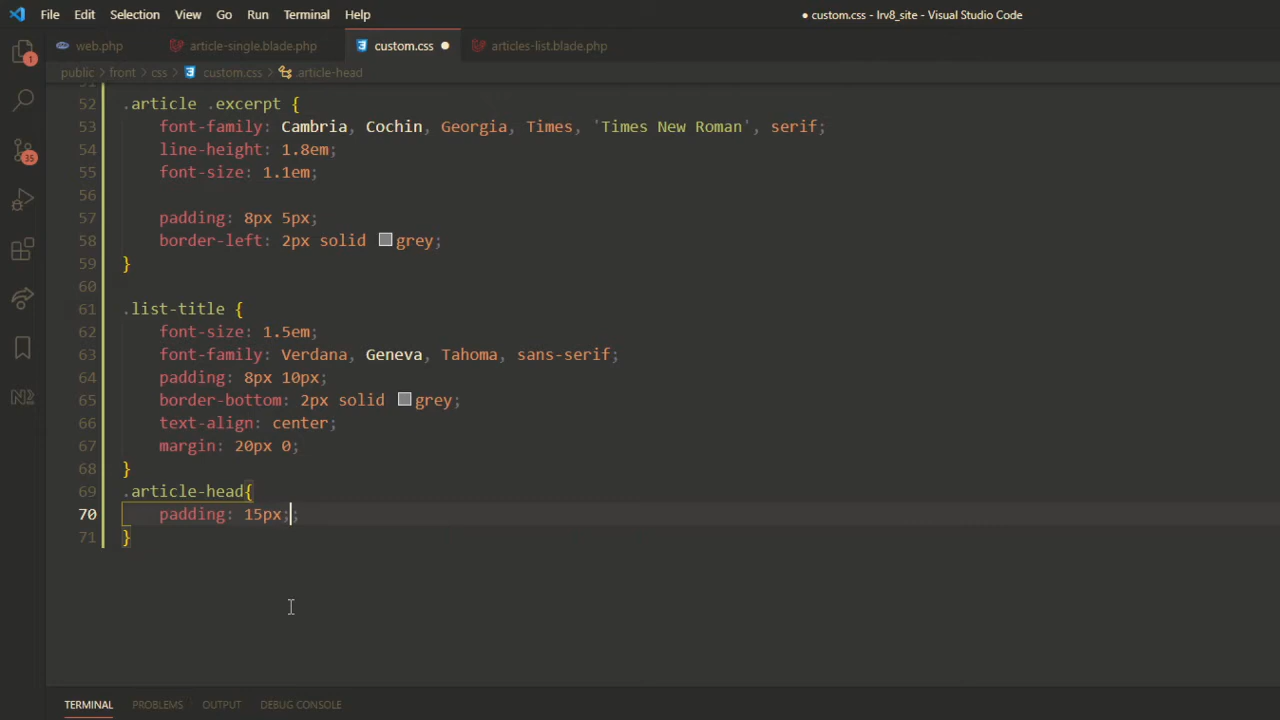 File Edit Selection View Go Run Terminal Help ● custom.css - lrv8_site - Visual Studio Code
web.php article-single.blade.php custom.css ● articles-list.blade.php
public › front › css › custom.css › .article-head
1
35
52 .article .excerpt {
53 font-family: Cambria, Cochin, Georgia, Times, 'Times New Roman', serif;
54 line-height: 1.8em;
55 font-size: 1.1em;
56
57 padding: 8px 5px;
58 border-left: 2px solid grey;
59 }
60
61 .list-title {
62 font-size: 1.5em;
63 font-family: Verdana, Geneva, Tahoma, sans-serif;
64 padding: 8px 10px;
65 border-bottom: 2px solid grey;
66 text-align: center;
67 margin: 20px 0;
68 }
69 .article-head{
70 padding: 15px;;
71 }
TERMINAL PROBLEMS OUTPUT DEBUG CONSOLE